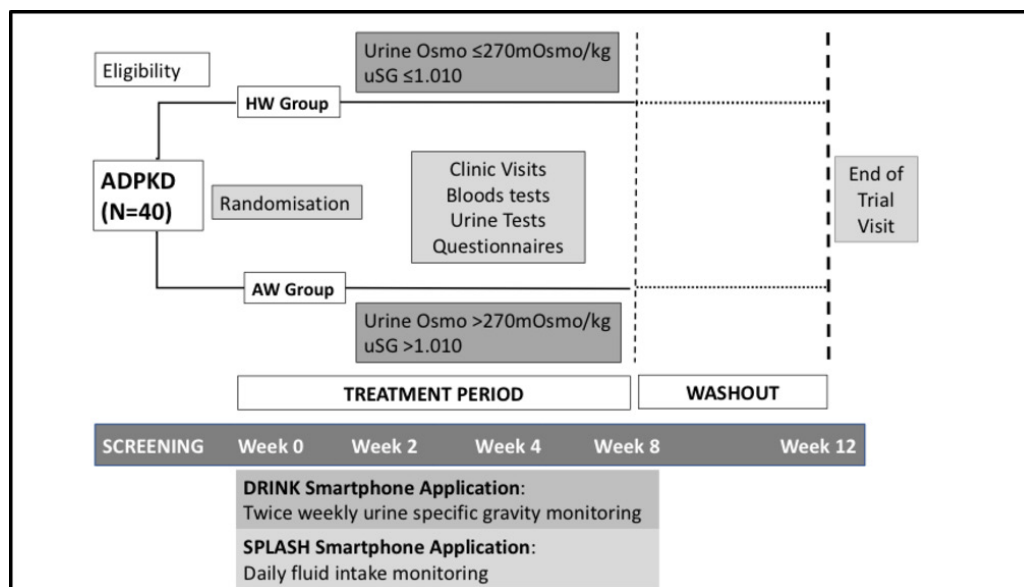 Urine Osmo ≤270mOsmo/kg
uSG ≤1.010
Eligibility
HW Group
ADPKD
(N=40)
Randomisation
Clinic Visits
Bloods tests
Urine Tests
Questionnaires
End of
Trial
Visit
AW Group
Urine Osmo >270mOsmo/kg
uSG >1.010
TREATMENT PERIOD
WASHOUT
SCREENING Week 0 Week 2 Week 4 Week 8 Week 12
DRINK Smartphone Application:
Twice weekly urine specific gravity monitoring
SPLASH Smartphone Application:
Daily fluid intake monitoring